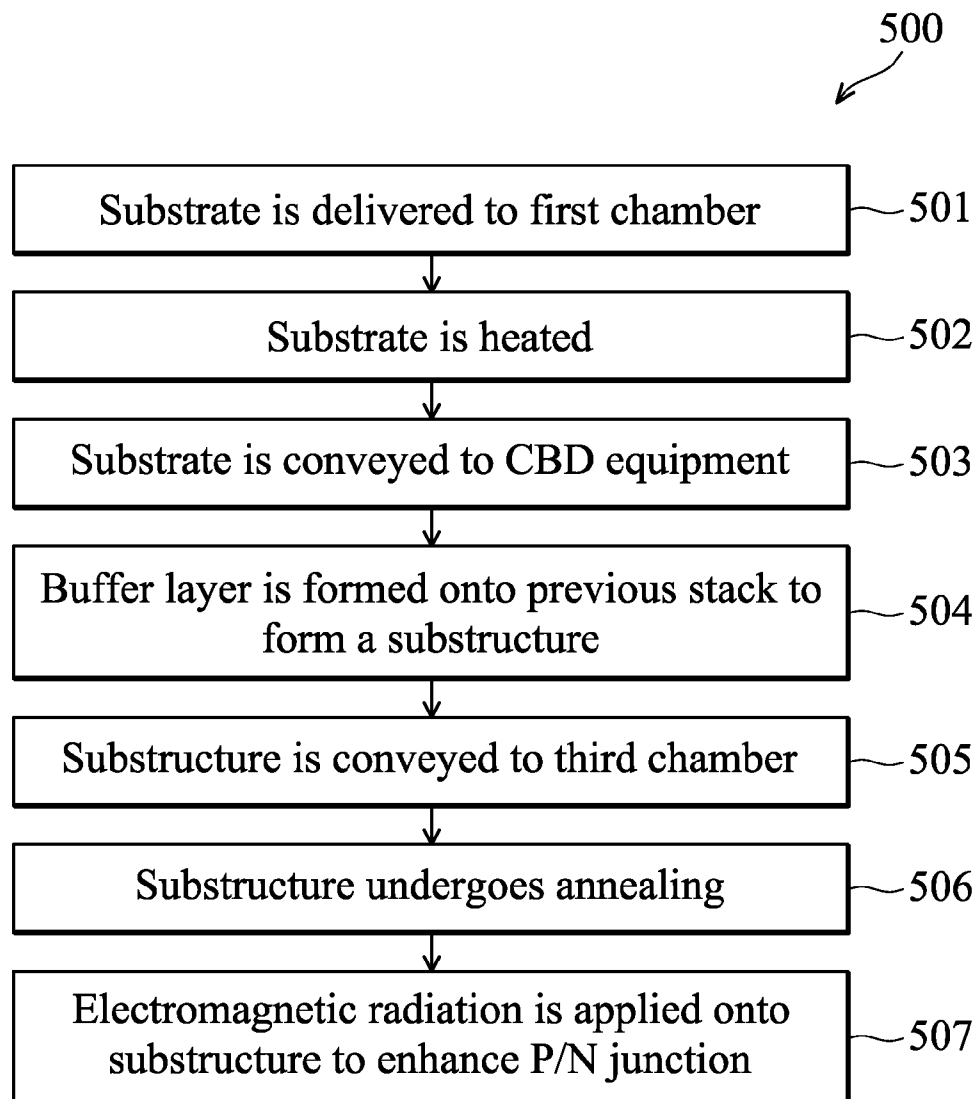 500
Substrate is delivered to first chamber
501
Substrate is heated
502
Substrate is conveyed to CBD equipment
503
Buffer layer is formed onto previous stack to
form a substructure
504
Substructure is conveyed to third chamber
505
Substructure undergoes annealing
506
Electromagnetic radiation is applied onto
substructure to enhance P/N junction
507